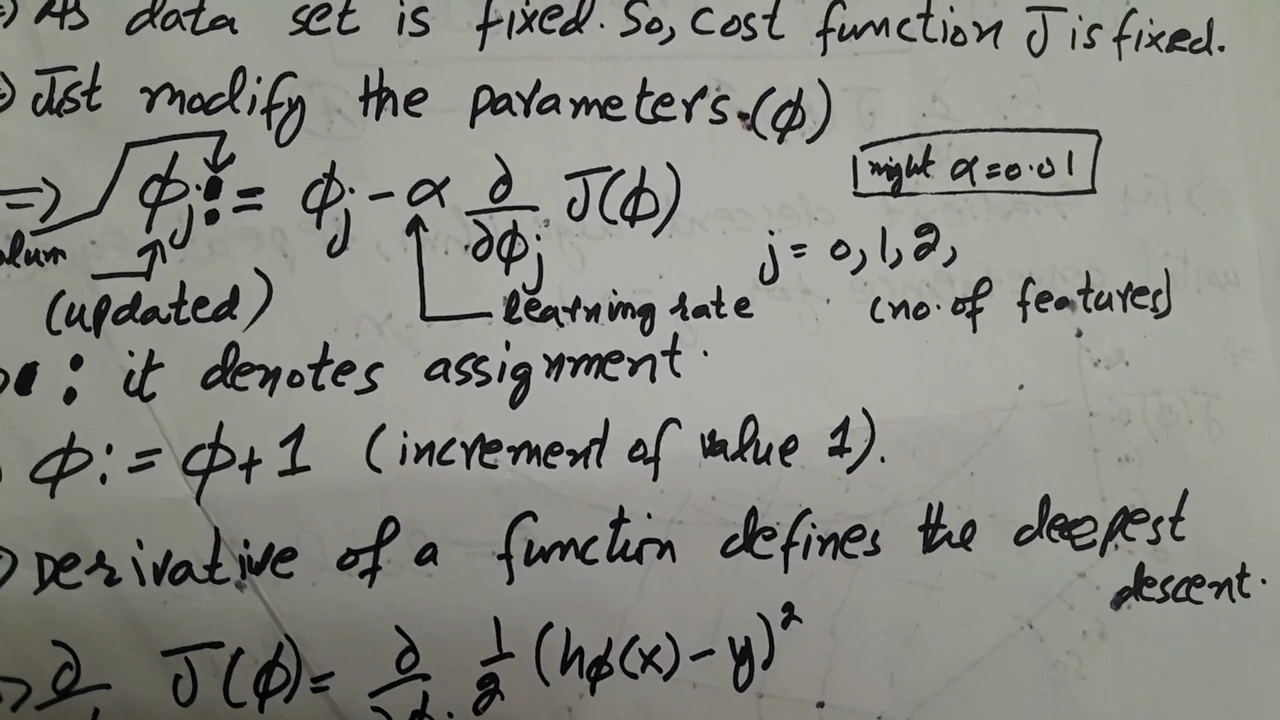 ⇒ As data set is fixed. So, cost function J is fixed.
⇒ Just modify the parameters.(ϕ)
might α = 0.01
⇒ ϕj := ϕj - α ∂/∂ϕj J(ϕ)
j = 0, 1, 2,
(no. of features)
(updated)
learning rate
: it denotes assignment.
ϕ := ϕ + 1 (increment of value 1).
Derivative of a function defines the deepest
descent.
∂ J(ϕ) = ∂ 1/2 (hϕ(x) - y)²